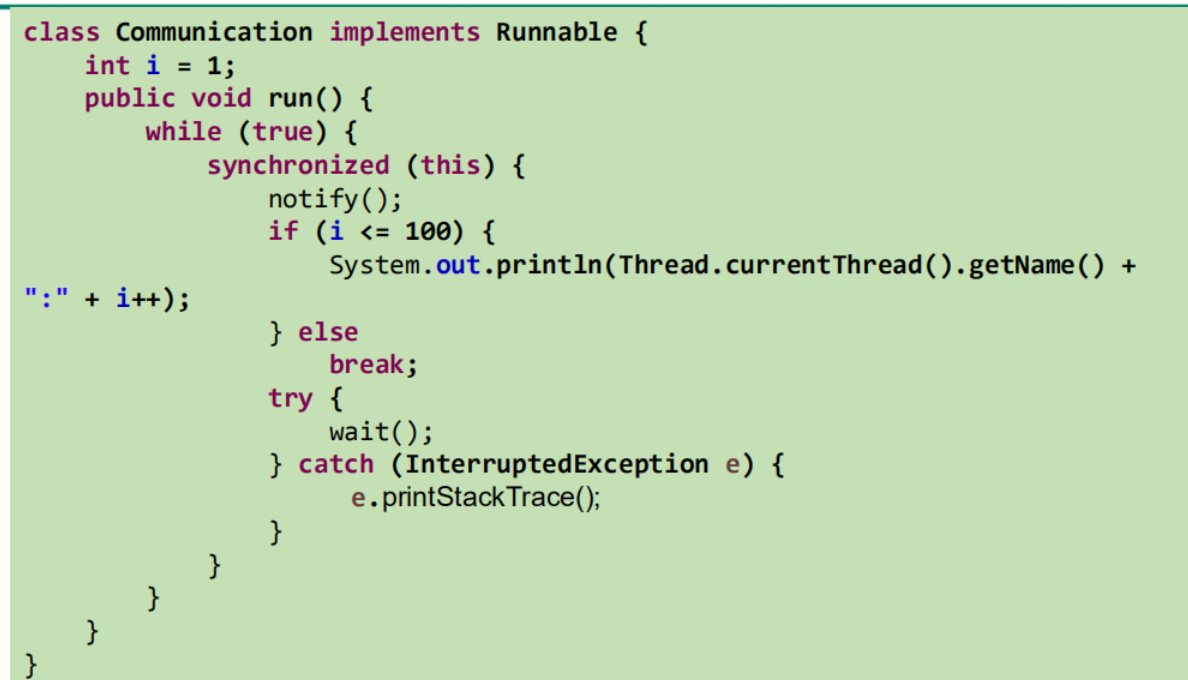 class Communication implements Runnable {
    int i = 1;
    public void run() {
        while (true) {
            synchronized (this) {
                notify();
                if (i <= 100) {
                    System.out.println(Thread.currentThread().getName() +
":" + i++);
                } else
                    break;
                try {
                    wait();
                } catch (InterruptedException e) {
                    e.printStackTrace();
                }
            }
        }
    }
}